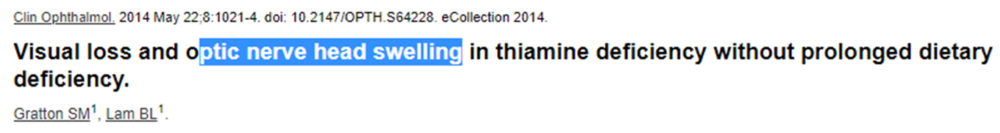 Clin Ophthalmol. 2014 May 22;8:1021-4. doi: 10.2147/OPTH.S64228. eCollection 2014.
Visual loss and optic nerve head swelling in thiamine deficiency without prolonged dietary
deficiency.
Gratton SM1, Lam BL1.